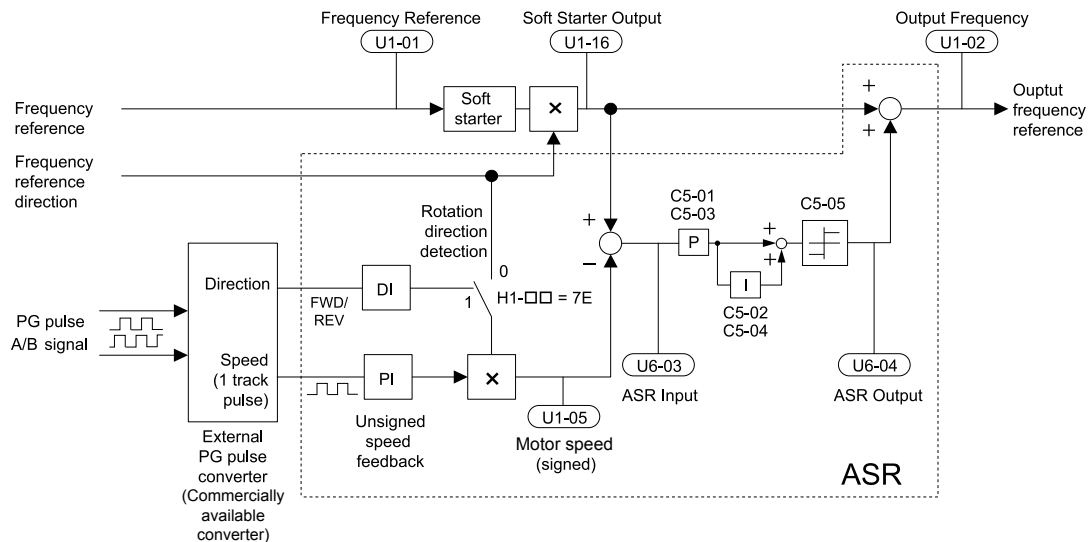 Frequency Reference
U1-01
Soft Starter Output
U1-16
Output Frequency
U1-02
Frequency
reference
Soft
starter
×
+
+
Ouptut
frequency
reference
Frequency
reference
direction
Rotation
direction
detection
0
1
H1-□□ = 7E
+
−
C5-01
C5-03
P
+
+
I
C5-02
C5-04
C5-05
Direction
FWD/
REV
DI
PG pulse
A/B signal
Speed
(1 track
pulse)
PI
×
Unsigned
speed
feedback
U1-05
Motor speed
(signed)
U6-03
ASR Input
U6-04
ASR Output
External
PG pulse
converter
(Commercially
available
converter)
ASR